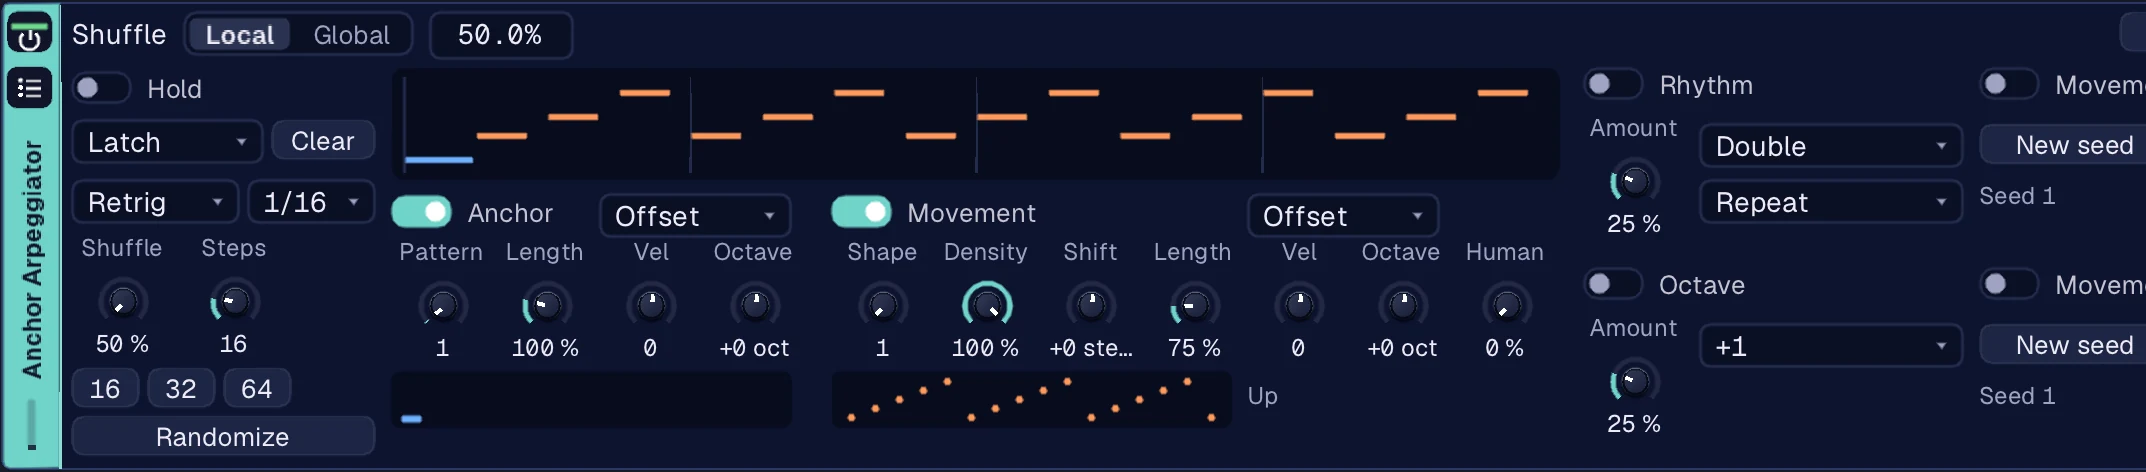 Anchor Arpeggiator
Shuffle Local Global 50.0%
Hold
Latch Clear
Retrig 1/16
Shuffle Steps
50 % 16
16 32 64
Randomize
Anchor Offset
Pattern Length Vel Octave
1 100 % 0 +0 oct
Movement Offset
Shape Density Shift Length Vel Octave Human
1 100 % +0 ste... 75 % 0 +0 oct 0 %
Up
Rhythm Movem
Amount Double New seed
Repeat Seed 1
25 %
Octave Movem
Amount +1 New seed
Seed 1
25 %